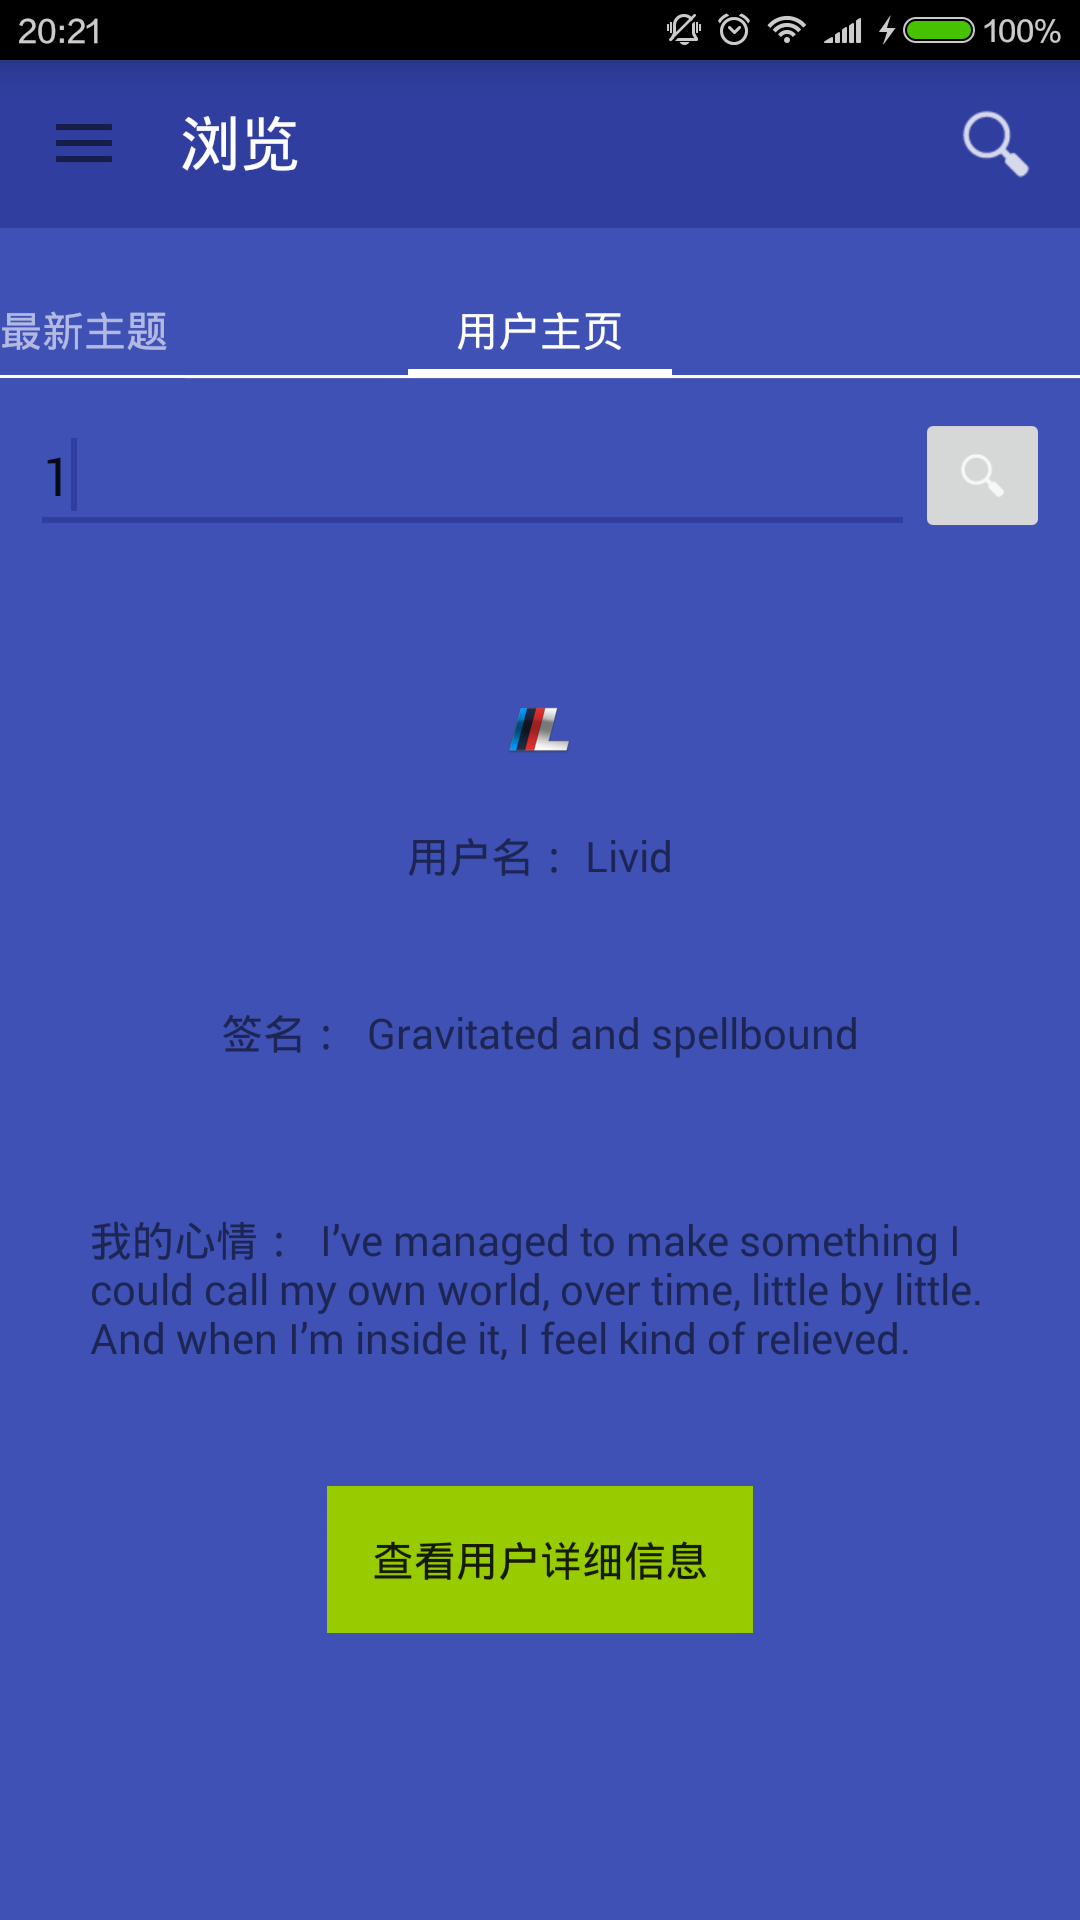 20:21
100%
浏览
最新主题
用户主页
1
用户名 ：Livid
签名 ： Gravitated and spellbound
我的心情 ： I’ve managed to make something I
could call my own world, over time, little by little.
And when I’m inside it, I feel kind of relieved.
查看用户详细信息